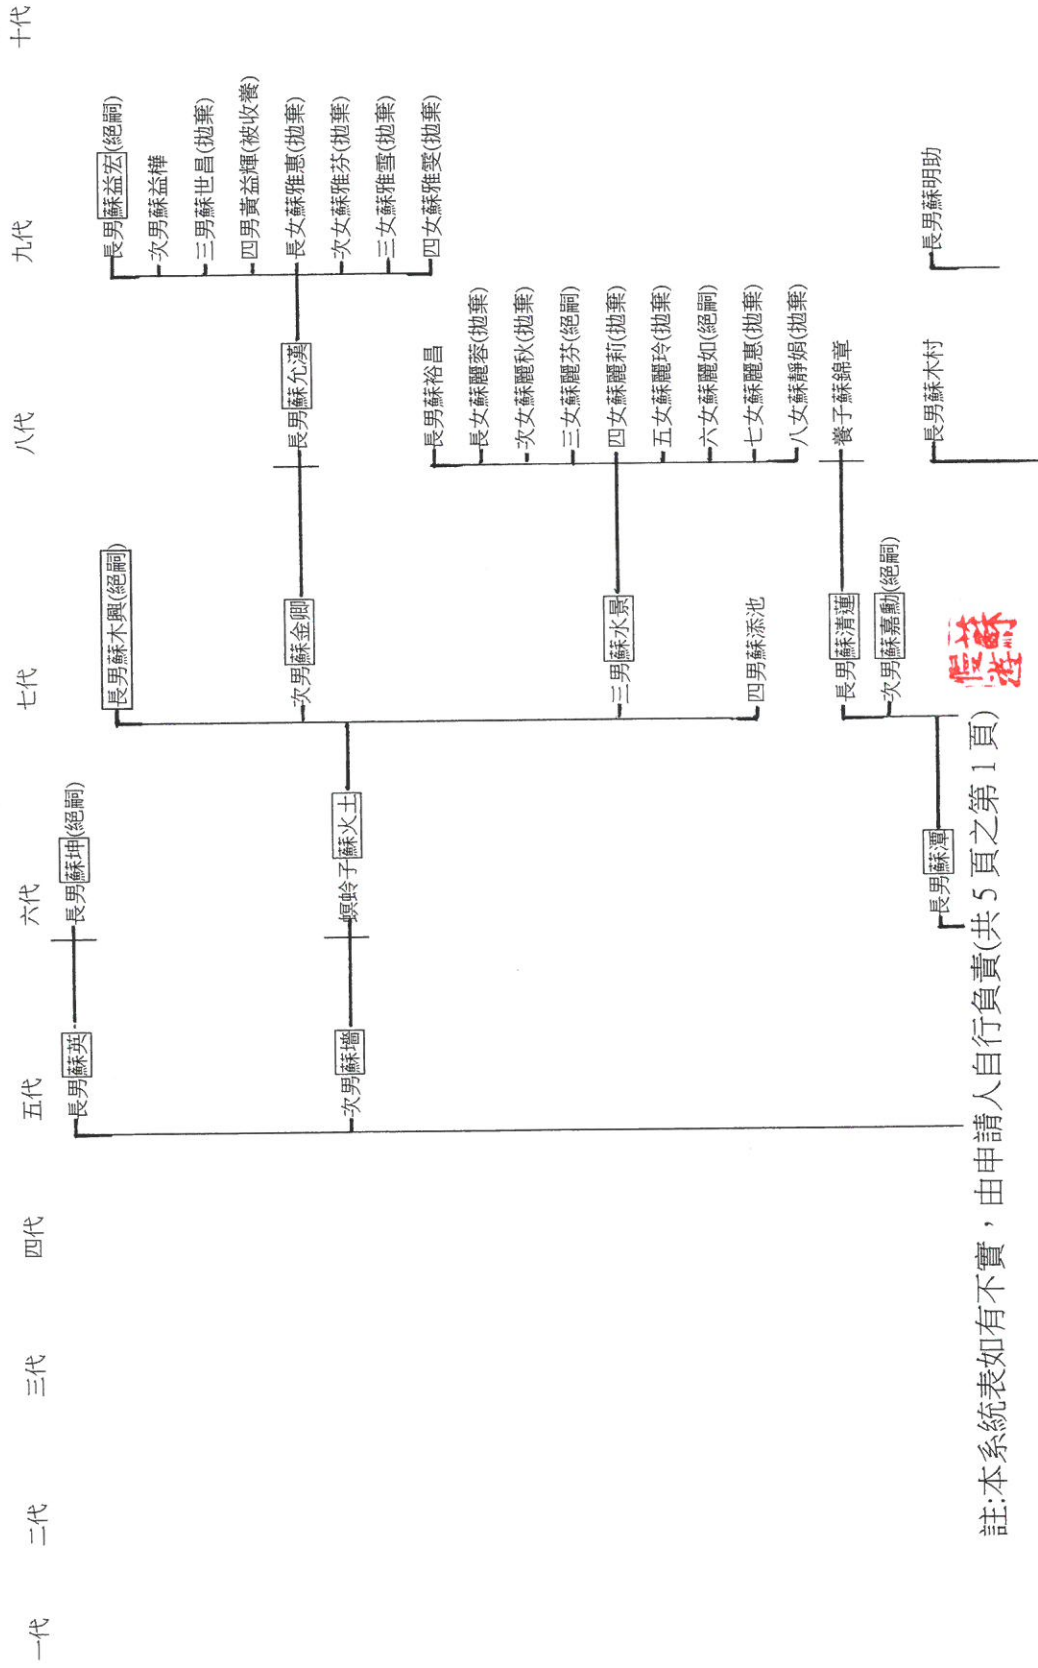 一代
二代
三代
四代
五代
六代
七代
八代
九代
十代
長男蘇英
長男蘇坤(絕嗣)
次男蘇墻
螟蛉子蘇火土
長男蘇木興(絕嗣)
次男蘇金卿
長男蘇允漢
長男蘇益宏(絕嗣)
次男蘇益樺
三男蘇世昌(拋棄)
四男黃益輝(被收養)
長女蘇雅惠(拋棄)
次女蘇雅芬(拋棄)
三女蘇雅雪(拋棄)
四女蘇雅雯(拋棄)
三男蘇水景
長男蘇裕昌
長女蘇麗蓉(拋棄)
次女蘇麗秋(拋棄)
三女蘇麗芬(絕嗣)
四女蘇麗莉(拋棄)
五女蘇麗玲(拋棄)
六女蘇麗如(絕嗣)
七女蘇麗惠(拋棄)
八女蘇靜娟(拋棄)
四男蘇添池
長男蘇潭
長男蘇清蓮
養子蘇錦章
次男蘇嘉勳(絕嗣)
長男蘇木村
長男蘇明助
註:本系統表如有不實，由申請人自行負責(共5頁之第1頁)